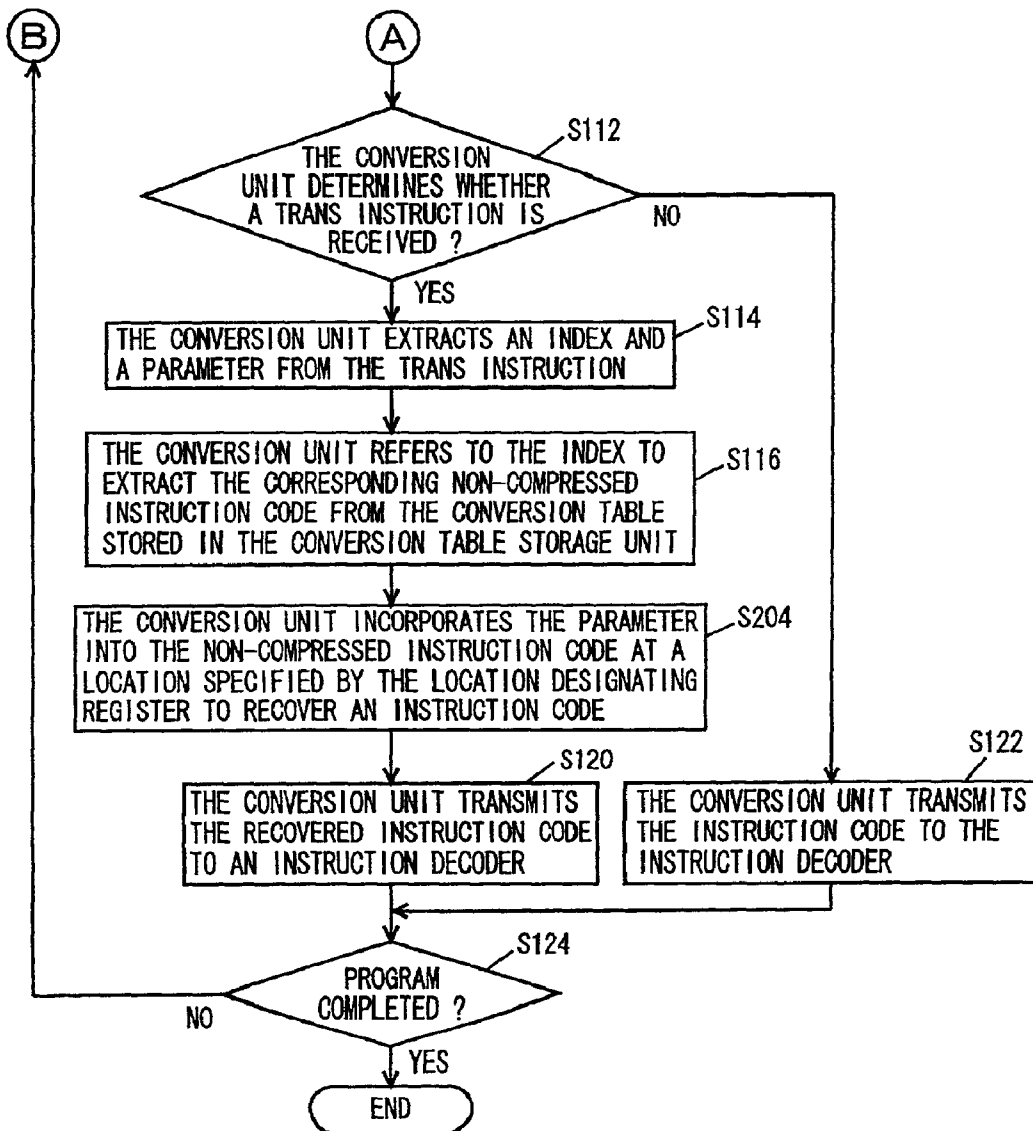 B
A
S112
THE CONVERSION
UNIT DETERMINES WHETHER
A TRANS INSTRUCTION IS
RECEIVED ?
NO
YES
S114
THE CONVERSION UNIT EXTRACTS AN INDEX AND
A PARAMETER FROM THE TRANS INSTRUCTION
S116
THE CONVERSION UNIT REFERS TO THE INDEX TO
EXTRACT THE CORRESPONDING NON-COMPRESSED
INSTRUCTION CODE FROM THE CONVERSION TABLE
STORED IN THE CONVERSION TABLE STORAGE UNIT
S204
THE CONVERSION UNIT INCORPORATES THE PARAMETER
INTO THE NON-COMPRESSED INSTRUCTION CODE AT A
LOCATION SPECIFIED BY THE LOCATION DESIGNATING
REGISTER TO RECOVER AN INSTRUCTION CODE
S120
THE CONVERSION UNIT TRANSMITS
THE RECOVERED INSTRUCTION CODE
TO AN INSTRUCTION DECODER
S122
THE CONVERSION UNIT TRANSMITS
THE INSTRUCTION CODE TO THE
INSTRUCTION DECODER
S124
PROGRAM
COMPLETED ?
NO
YES
END